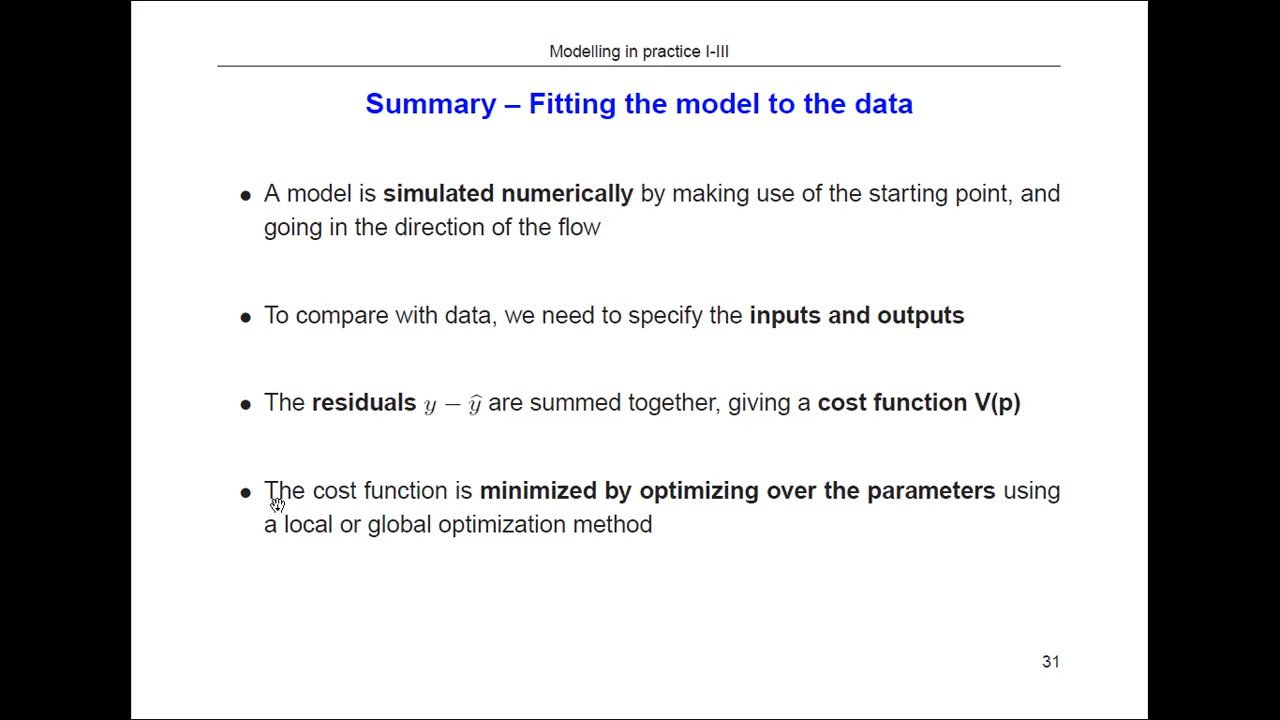 Modelling in practice I-III
Summary – Fitting the model to the data
● A model is simulated numerically by making use of the starting point, and
going in the direction of the flow
● To compare with data, we need to specify the inputs and outputs
● The residuals y − ŷ are summed together, giving a cost function V(p)
● The cost function is minimized by optimizing over the parameters using
a local or global optimization method
31